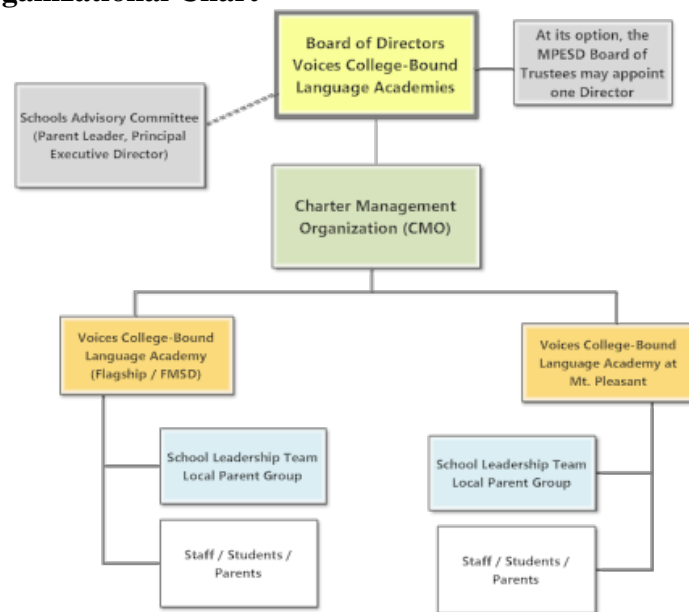 Board of Directors
Voices College-Bound
Language Academies
At its option, the
MPESD Board of
Trustees may appoint
one Director
Schools Advisory Committee
(Parent Leader, Principal
Executive Director)
Charter Management
Organization (CMO)
Voices College-Bound
Language Academy
(Flagship / FMSD)
Voices College-Bound
Language Academy at
Mt. Pleasant
School Leadership Team
Local Parent Group
School Leadership Team
Local Parent Group
Staff / Students /
Parents
Staff / Students /
Parents